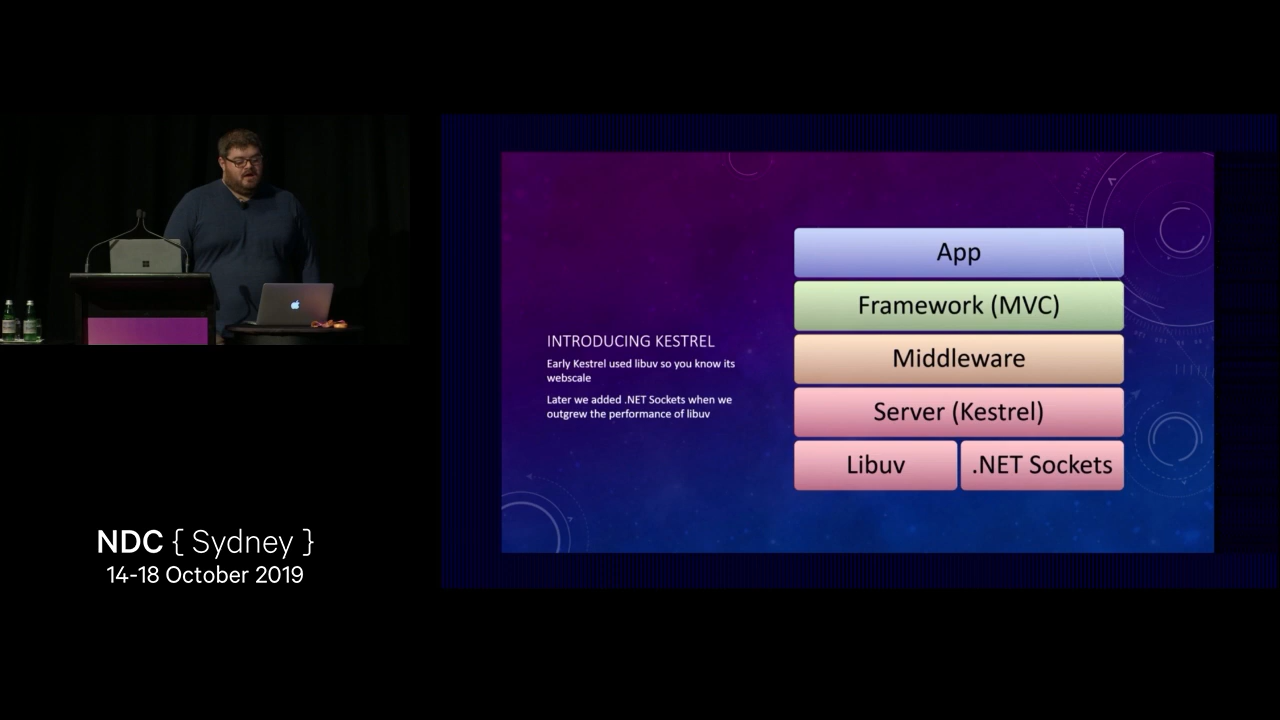 INTRODUCING KESTREL
Early Kestrel used libuv so you know its
webscale
Later we added .NET Sockets when we
outgrew the performance of libuv
App
Framework (MVC)
Middleware
Server (Kestrel)
Libuv
.NET Sockets
NDC { Sydney }
14-18 October 2019